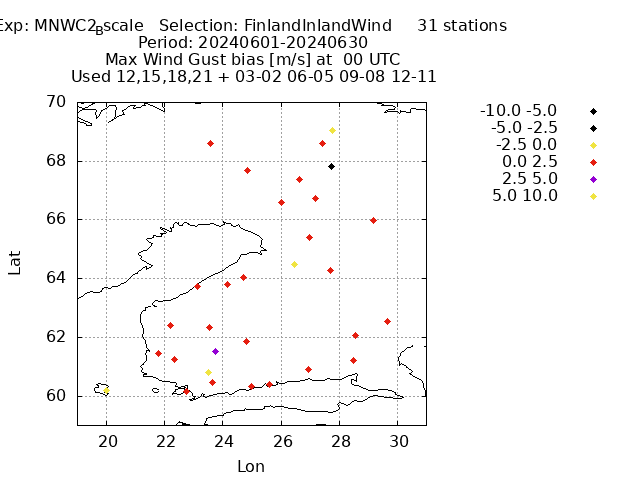 Exp: MNWC2Bscale Selection: FinlandInlandWind 31 stations
Period: 20240601-20240630
Max Wind Gust bias [m/s] at 00 UTC
Used 12,15,18,21 + 03-02 06-05 09-08 12-11
-10.0 -5.0
-5.0 -2.5
-2.5 0.0
0.0 2.5
2.5 5.0
5.0 10.0
70
68
66
64
62
60
Lat
20 22 24 26 28 30
Lon